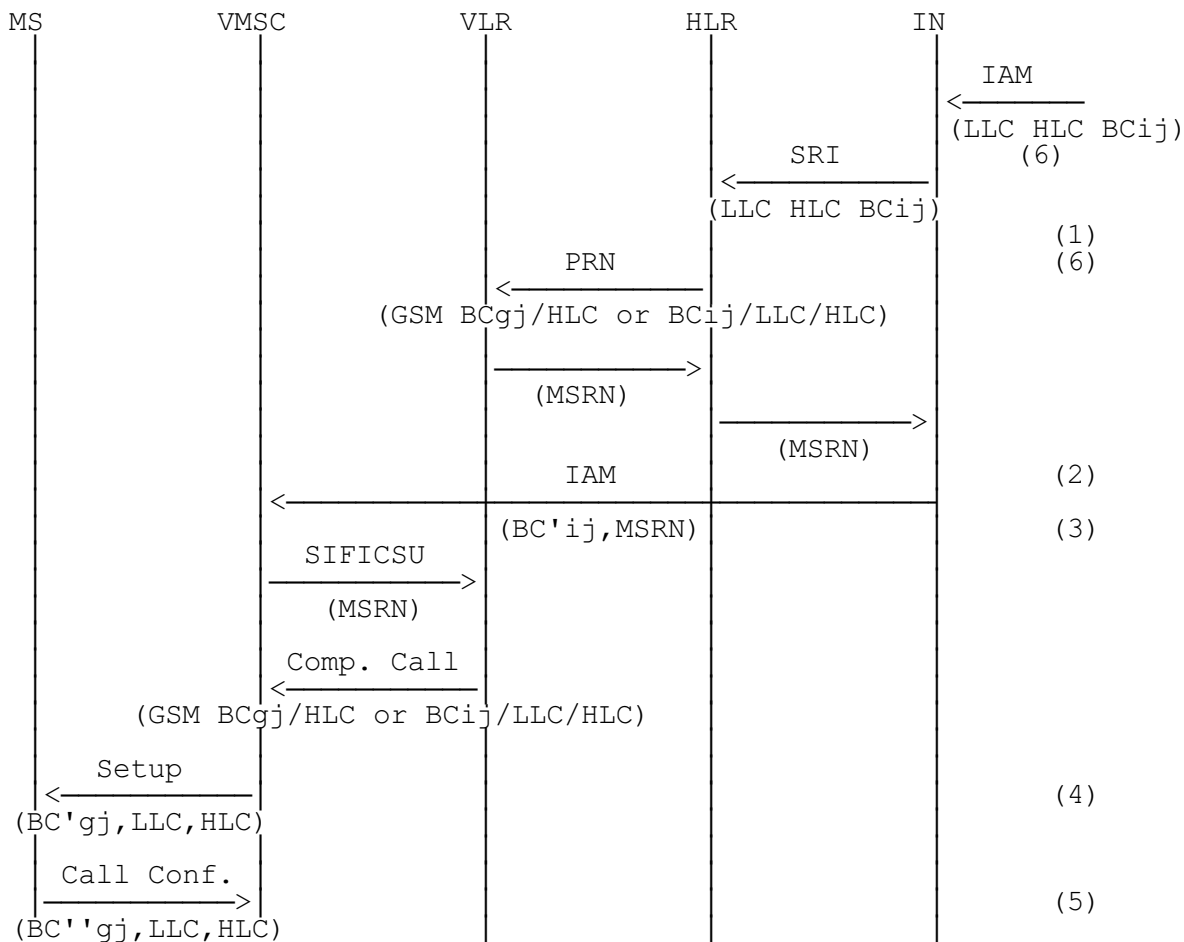 MS VMSC VLR HLR IN
IAM
(LLC HLC BCij)
(6)
SRI
(LLC HLC BCij)
(1)
PRN (6)
(GSM BCgj/HLC or BCij/LLC/HLC)
(MSRN)
(MSRN)
IAM (2)
(BC'ij,MSRN) (3)
SIFICSU
(MSRN)
Comp. Call
(GSM BCgj/HLC or BCij/LLC/HLC)
Setup (4)
(BC'gj,LLC,HLC)
Call Conf. (5)
(BC''gj,LLC,HLC)